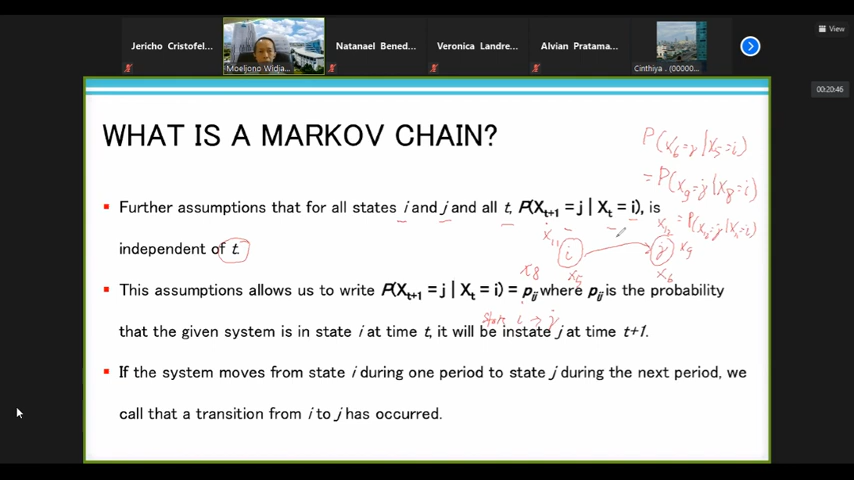 View
Jericho Cristofel...
Moeljono Widja...
Natanael Bened...
Veronica Landre...
Alvian Pratama...
Cinthiya . (00000...
00:20:46
WHAT IS A MARKOV CHAIN?
P(X6=j|X5=i)
= P(X9=j|X8=i)
= P(X12=j|X11=i)
Further assumptions that for all states i and j and all t, P(Xt+1 = j | Xt = i), is
independent of t.
X11
X12
i
j
X9
X8
X5
X6
This assumptions allows us to write P(Xt+1 = j | Xt = i) = pij where pij is the probability
state i → j
that the given system is in state i at time t, it will be instate j at time t+1.
If the system moves from state i during one period to state j during the next period, we
call that a transition from i to j has occurred.